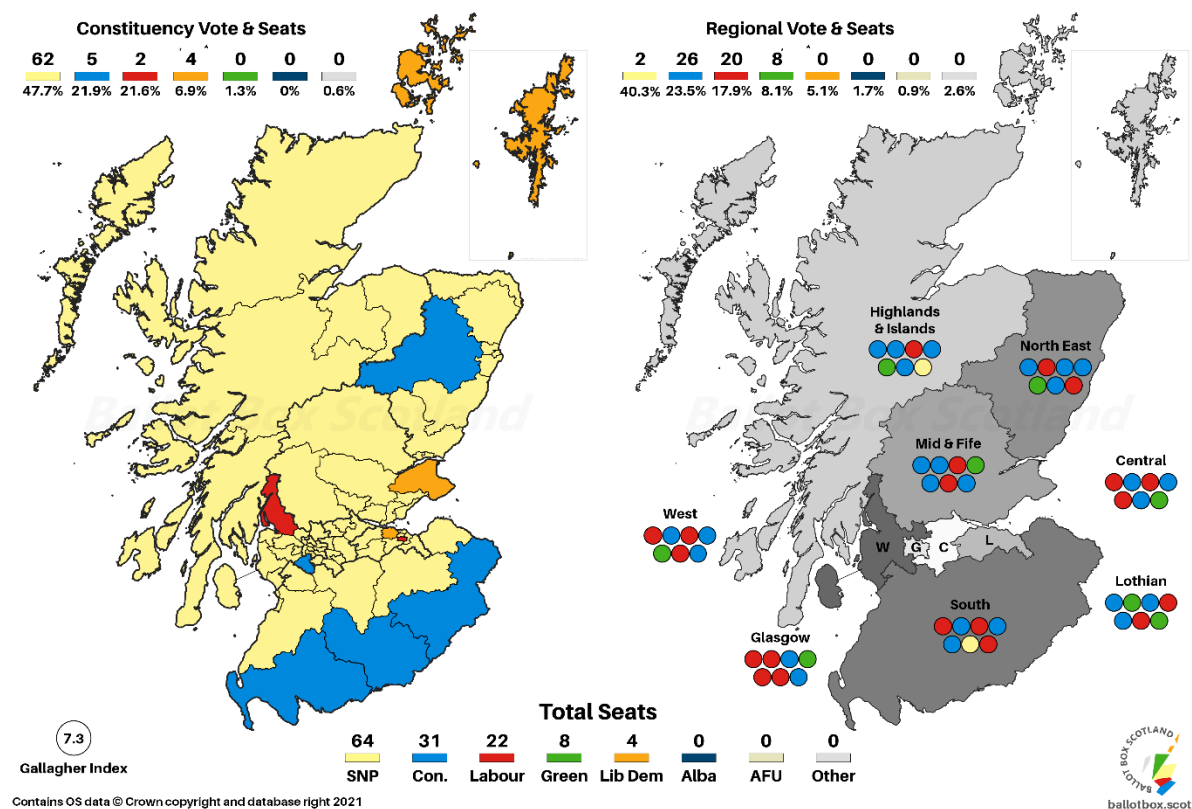 Constituency Vote & Seats
62 5 2 4 0 0 0
47.7% 21.9% 21.6% 6.9% 1.3% 0% 0.6%
Regional Vote & Seats
2 26 20 8 0 0 0 0
40.3% 23.5% 17.9% 8.1% 5.1% 1.7% 0.9% 2.6%
Ballot Box Scotland
Ballot Box Scotland
Highlands
& Islands
North East
Mid & Fife
Central
West
W G C L
Lothian
South
Glasgow
Total Seats
64 31 22 8 4 0 0 0
SNP Con. Labour Green Lib Dem Alba AFU Other
7.3
Gallagher Index
BALLOT BOX SCOTLAND
ballotbox.scot
Contains OS data © Crown copyright and database right 2021